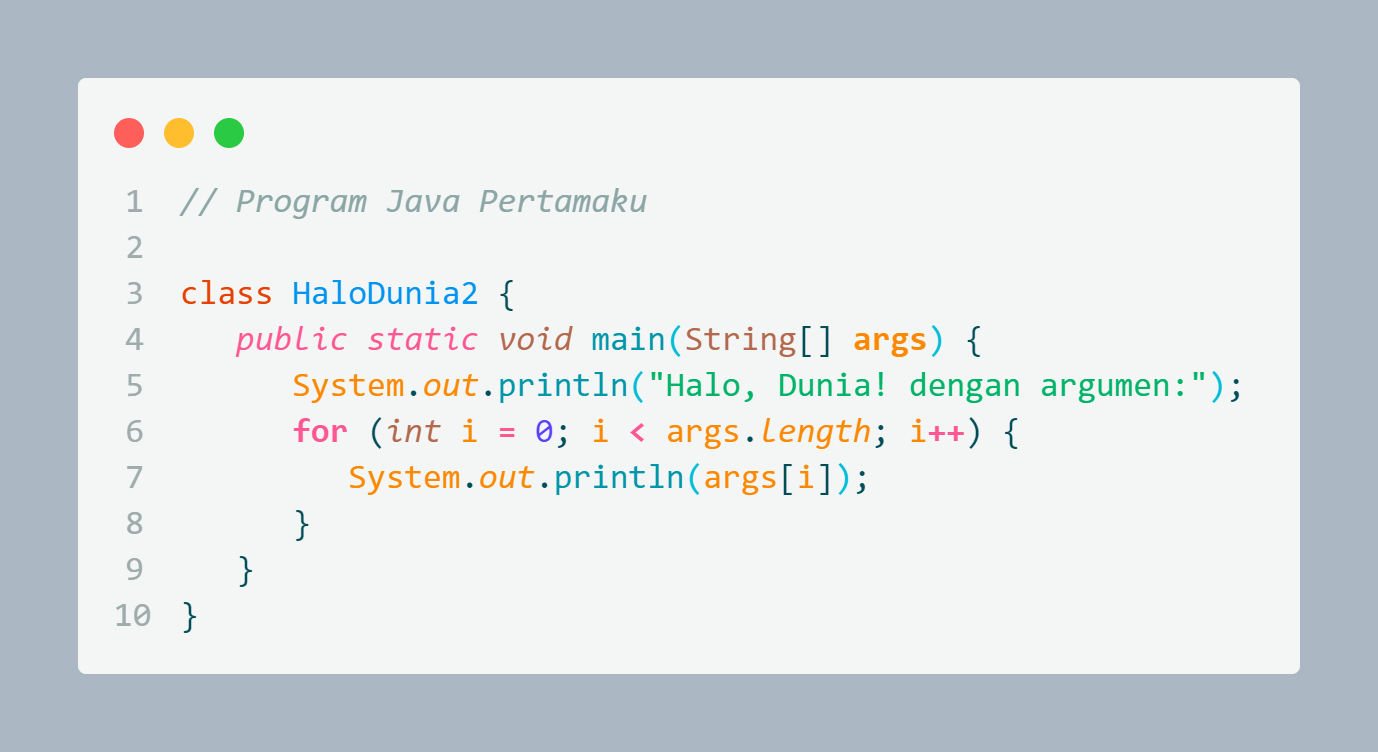 1 // Program Java Pertamaku
2
3 class HaloDunia2 {
4    public static void main(String[] args) {
5       System.out.println("Halo, Dunia! dengan argumen:");
6       for (int i = 0; i < args.length; i++) {
7          System.out.println(args[i]);
8       }
9    }
10 }